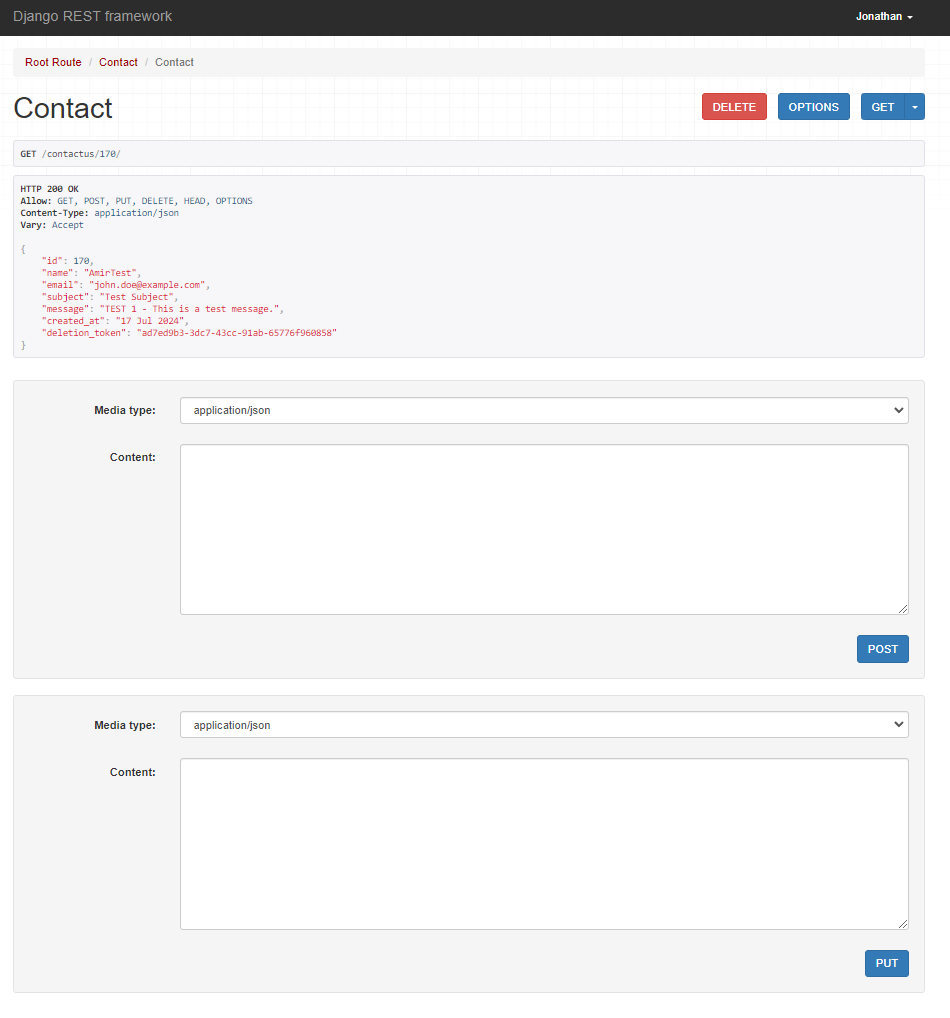 Django REST framework
Jonathan
Root Route / Contact / Contact
Contact
DELETE
OPTIONS
GET
GET /contactus/170/
HTTP 200 OK
Allow: GET, POST, PUT, DELETE, HEAD, OPTIONS
Content-Type: application/json
Vary: Accept
{
    "id": 170,
    "name": "AmirTest",
    "email": "john.doe@example.com",
    "subject": "Test Subject",
    "message": "TEST 1 - This is a test message.",
    "created_at": "17 Jul 2024",
    "deletion_token": "ad7ed9b3-3dc7-43cc-91ab-65776f960858"
}
Media type: application/json
Content:
POST
Media type: application/json
Content:
PUT